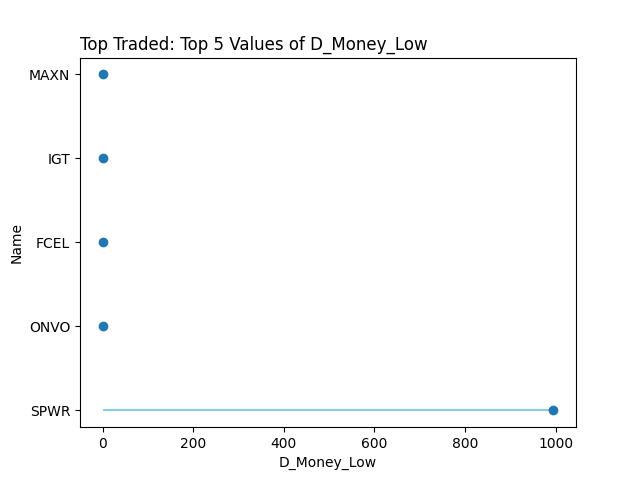 Top Traded: Top 5 Values of D_Money_Low
MAXN
IGT
FCEL
ONVO
SPWR
Name
0 200 400 600 800 1000
D_Money_Low